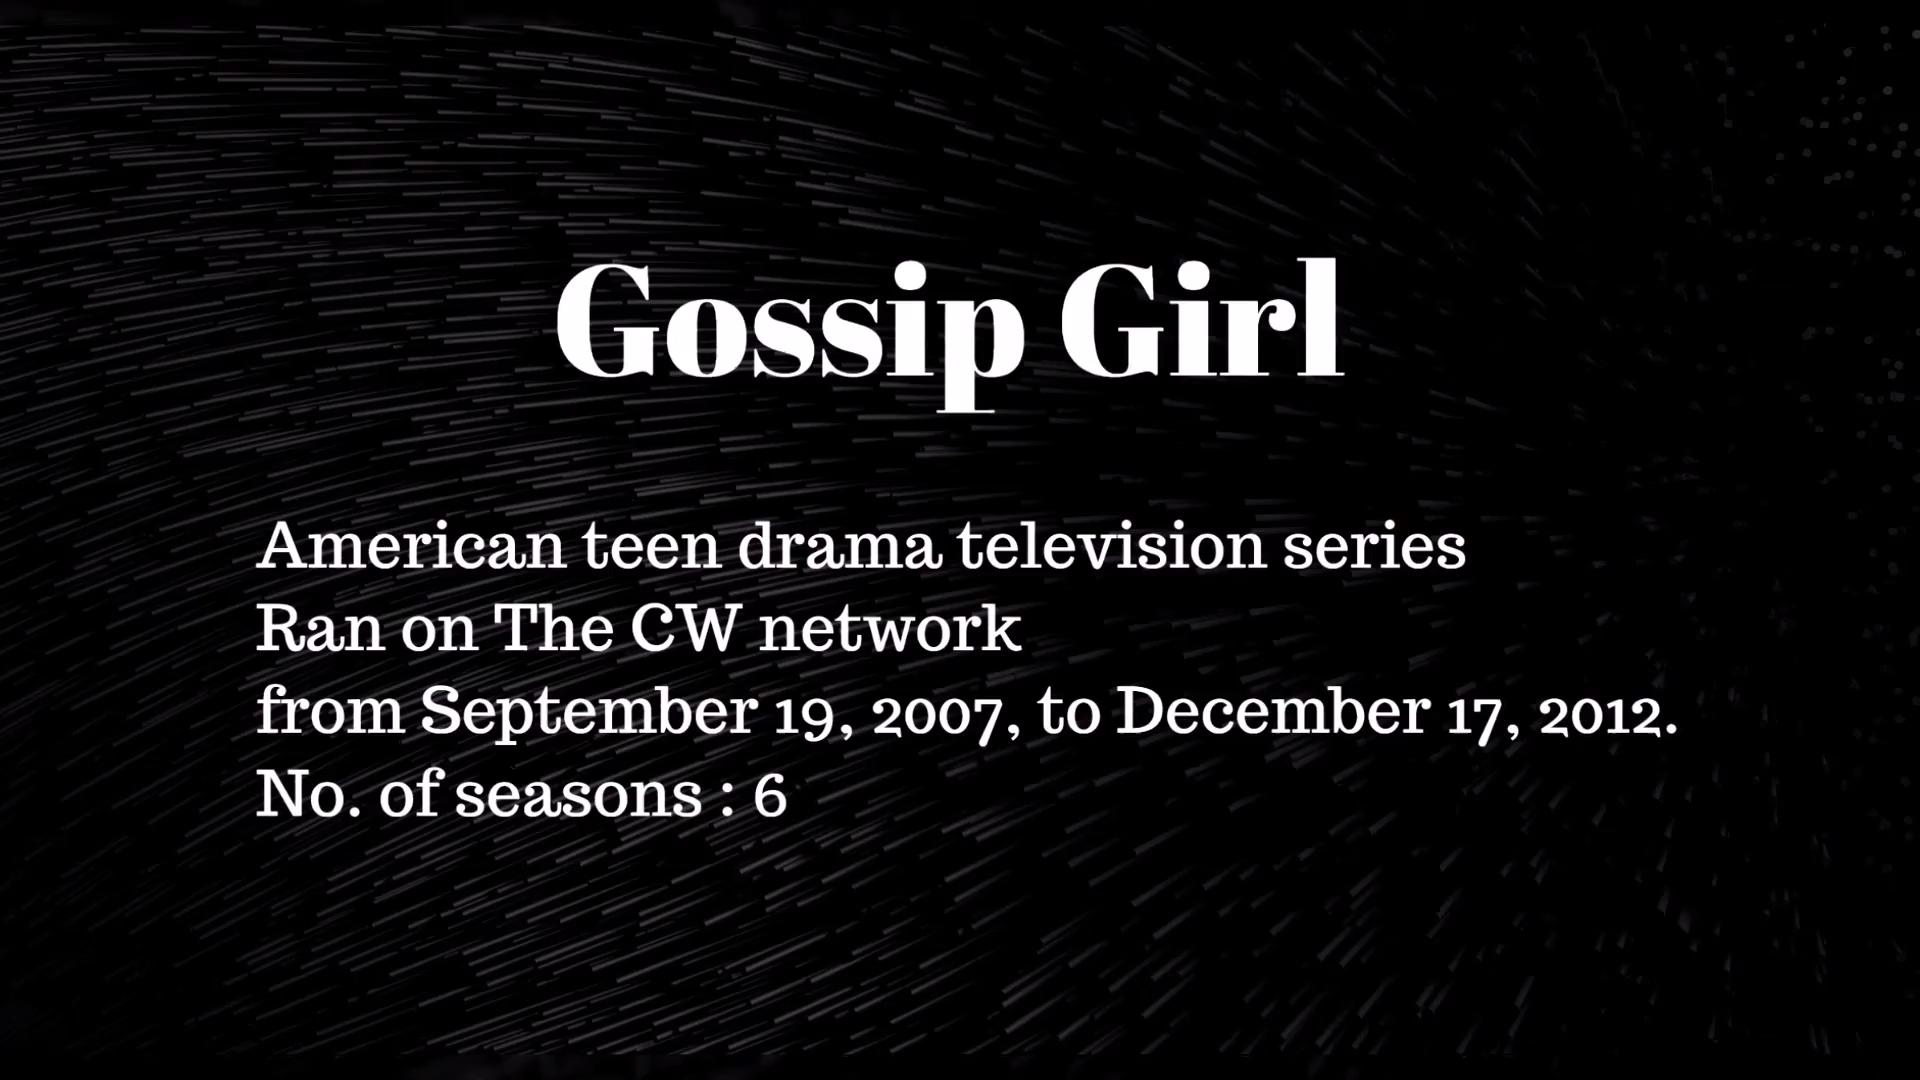 Gossip Girl
American teen drama television series
Ran on The CW network
from September 19, 2007, to December 17, 2012.
No. of seasons : 6